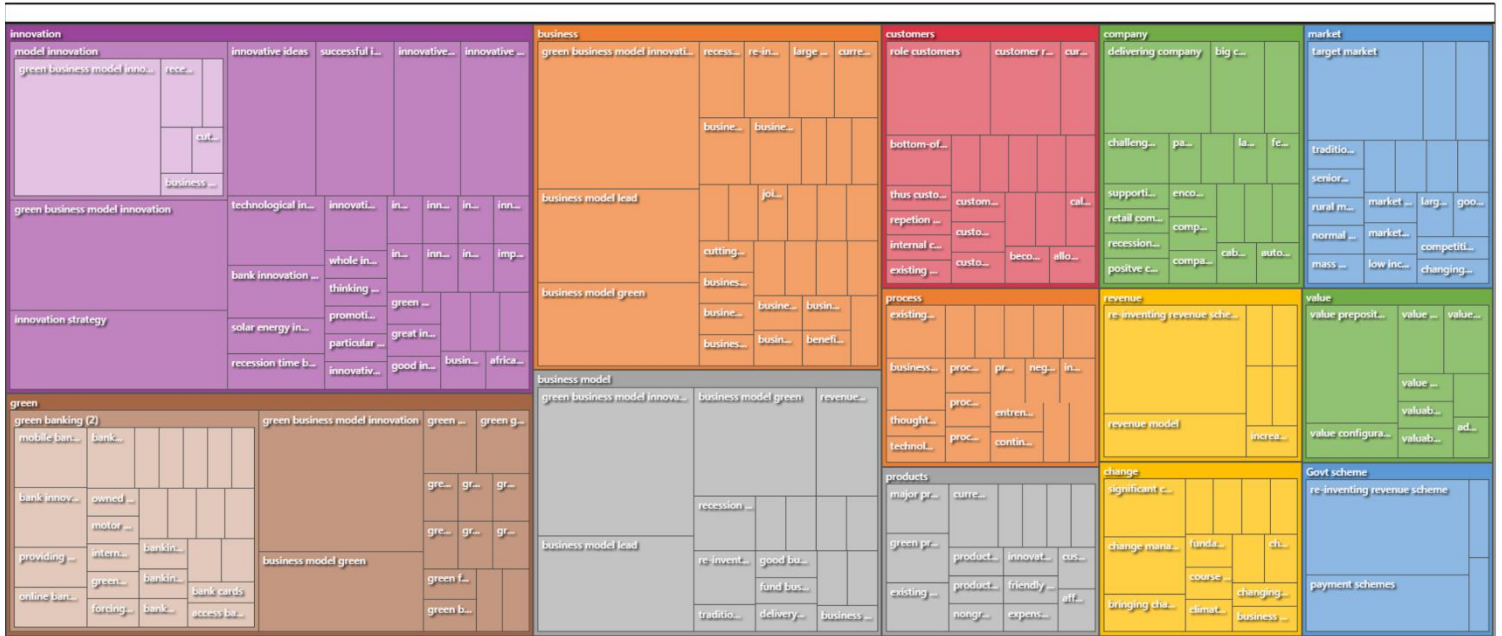 innovation
model innovation
green business model inno...
rece...
cut...
business ...
green business model innovation
innovation strategy
innovative ideas
successful i...
innovative...
innovative ...
technological in...
bank innovation ...
solar energy in...
recession time b...
innovati...
whole in...
thinking ...
promoti...
particular ...
innovativ...
in...
inn...
in...
inn...
in...
inn...
in...
imp...
green ...
great in...
good in...
busin...
africa...
green
green banking (2)
mobile ban...
bank...
bank innov...
providing ...
online ban...
owned ...
motor ...
intern...
green...
forcing...
bankin...
bankin...
bank...
bank cards
access ba...
green business model innovation
business model green
green ...
green g...
gre...
gr...
gr...
gre...
gr...
gr...
green f...
green b...
business
green business model innovati...
business model lead
business model green
recess...
re-in...
large ...
curre...
busine...
busine...
joi...
cutting...
busines...
busine...
busines...
busine...
busin...
busin...
benefi...
business model
green business model innova...
business model lead
business model green
revenue...
recession ...
re-invent...
traditio...
good bu...
fund bus...
delivery...
business ...
customers
role customers
customer r...
cur...
bottom-of...
thus custo...
repetion ...
internal c...
existing ...
custom...
custo...
custo...
cal...
beco...
allo...
process
existing...
business...
thought...
technol...
proc...
proc...
proc...
pr...
neg...
in...
entren...
contin...
products
major pr...
green pr...
existing ...
curre...
product...
product...
nongr...
innovat...
friendly ...
expens...
cus...
aff...
company
delivering company
big c...
challeng...
supporti...
retail com...
recession...
positve c...
pa...
enco...
comp...
compa...
la...
fe...
cab...
auto...
revenue
re-inventing revenue sche...
revenue model
increa...
change
significant c...
change mana...
bringing cha...
funda...
course ...
climat...
ch...
changing...
business ...
market
target market
traditio...
senior...
rural m...
normal ...
mass ...
market ...
market...
low inc...
larg...
goo...
competiti...
changing...
value
value preposit...
value configura...
value ...
value...
value ...
valuab...
valuab...
ad...
Govt scheme
re-inventing revenue scheme
payment schemes